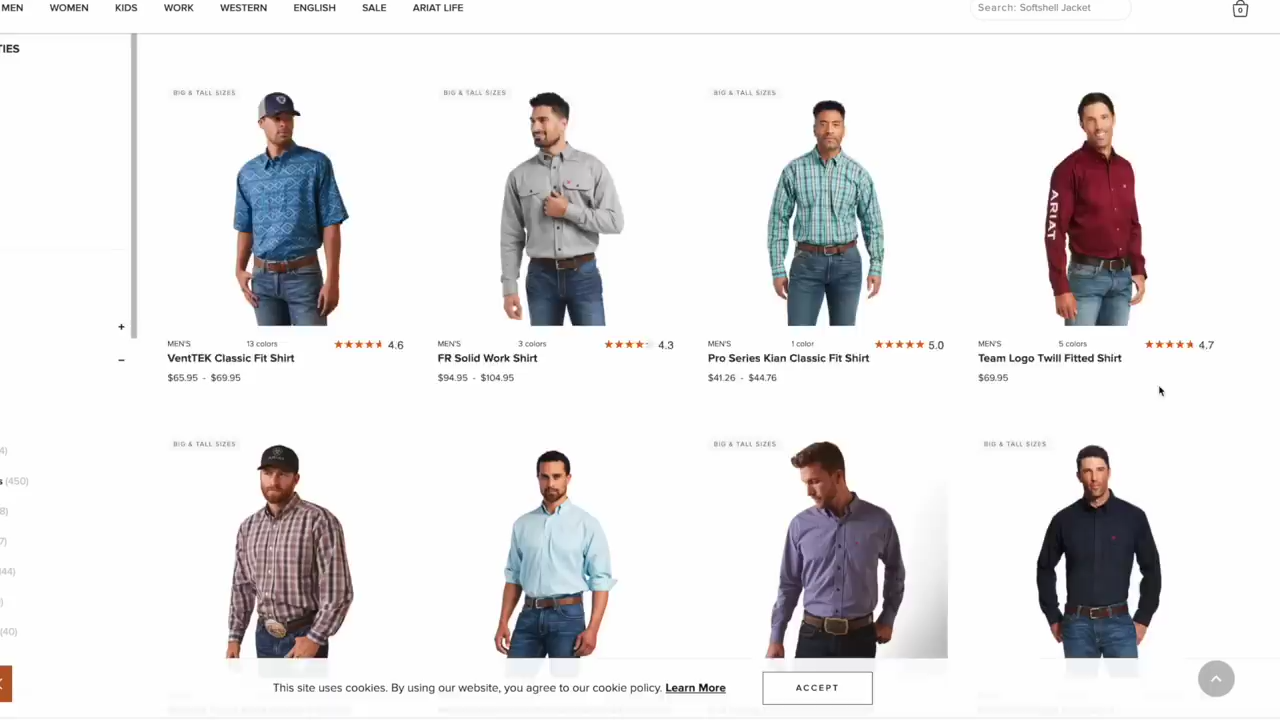 MEN WOMEN KIDS WORK WESTERN ENGLISH SALE ARIAT LIFE Search: Softshell Jacket 0
TIES
BIG & TALL SIZES BIG & TALL SIZES BIG & TALL SIZES
ARIAT
+
MEN'S 13 colors 4.6 MEN'S 3 colors 4.3 MEN'S 1 color 5.0 MEN'S 5 colors 4.7
VentTEK Classic Fit Shirt FR Solid Work Shirt Pro Series Kian Classic Fit Shirt Team Logo Twill Fitted Shirt
$65.95 - $69.95 $94.95 - $104.95 $41.26 - $44.76 $69.95
BIG & TALL SIZES BIG & TALL SIZES BIG & TALL SIZES
4)
s (450)
8)
7)
44)
)
(40)
This site uses cookies. By using our website, you agree to our cookie policy. Learn More ACCEPT